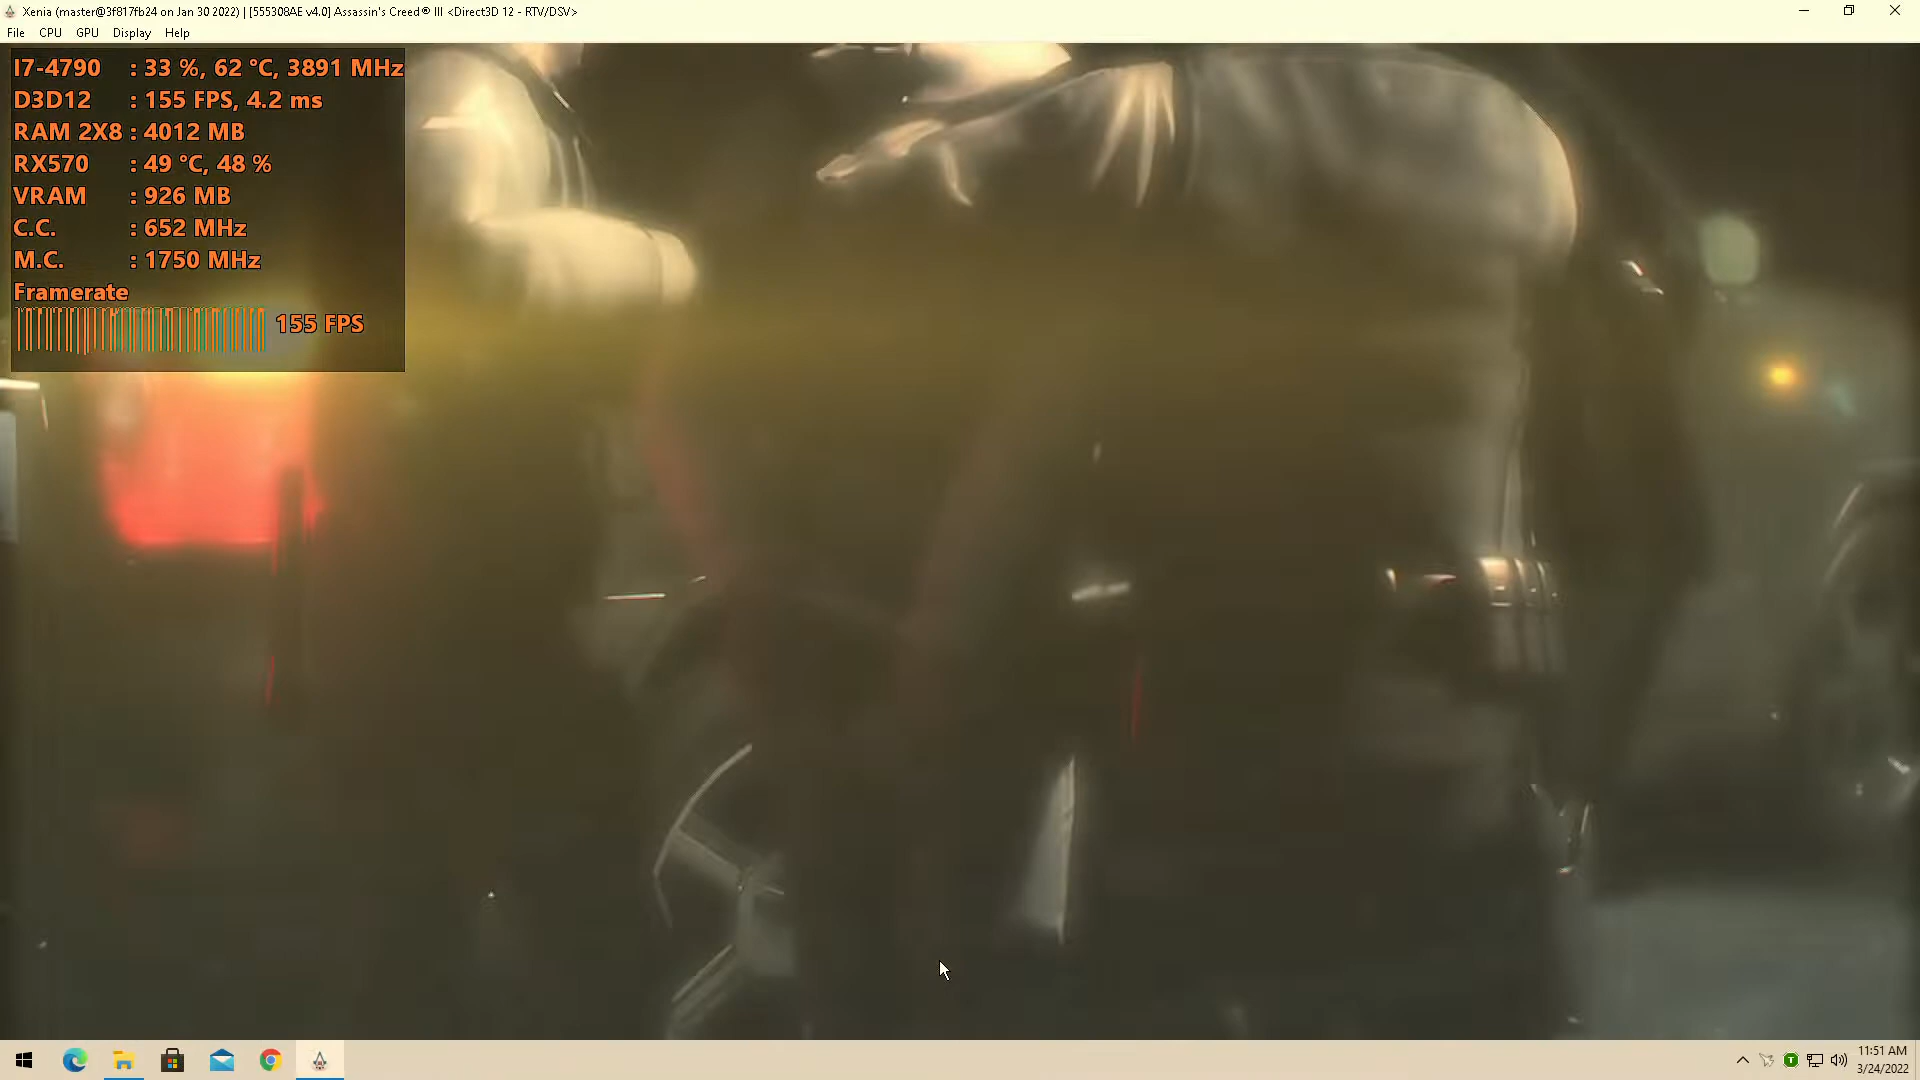 Xenia (master@3f817fb24 on Jan 30 2022) | [555308AE v4.0] Assassin's Creed® III <Direct3D 12 - RTV/DSV>
File CPU GPU Display Help
I7-4790 : 33 %, 62 °C, 3891 MHz
D3D12 : 155 FPS, 4.2 ms
RAM 2X8 : 4012 MB
RX570 : 49 °C, 48 %
VRAM : 926 MB
C.C. : 652 MHz
M.C. : 1750 MHz
Framerate
155 FPS
11:51 AM
3/24/2022